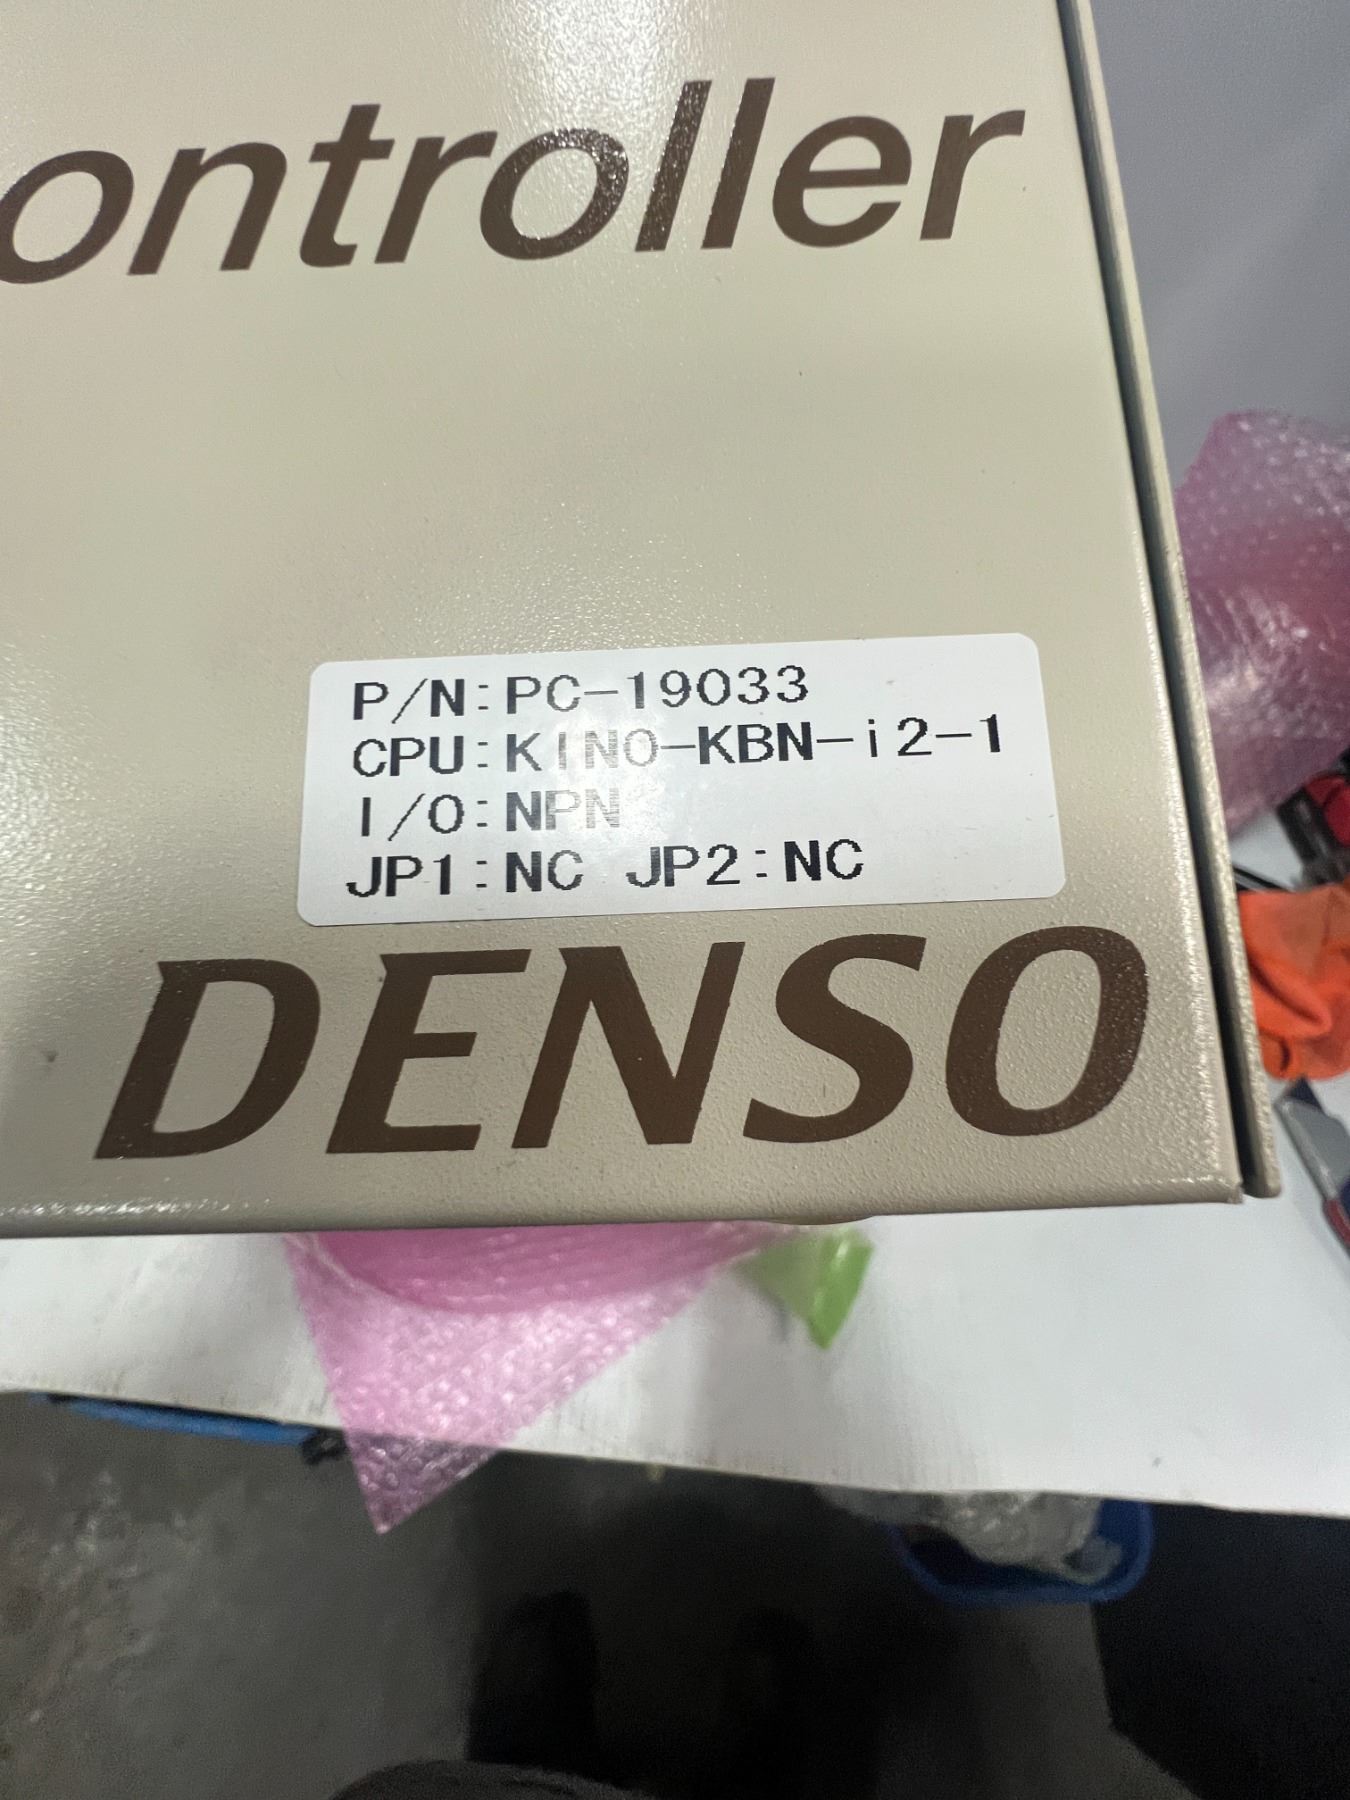 ontroller
P/N:PC-19033
CPU:KINO-KBN-i2-1
I/O:NPN
JP1:NC JP2:NC
DENSO